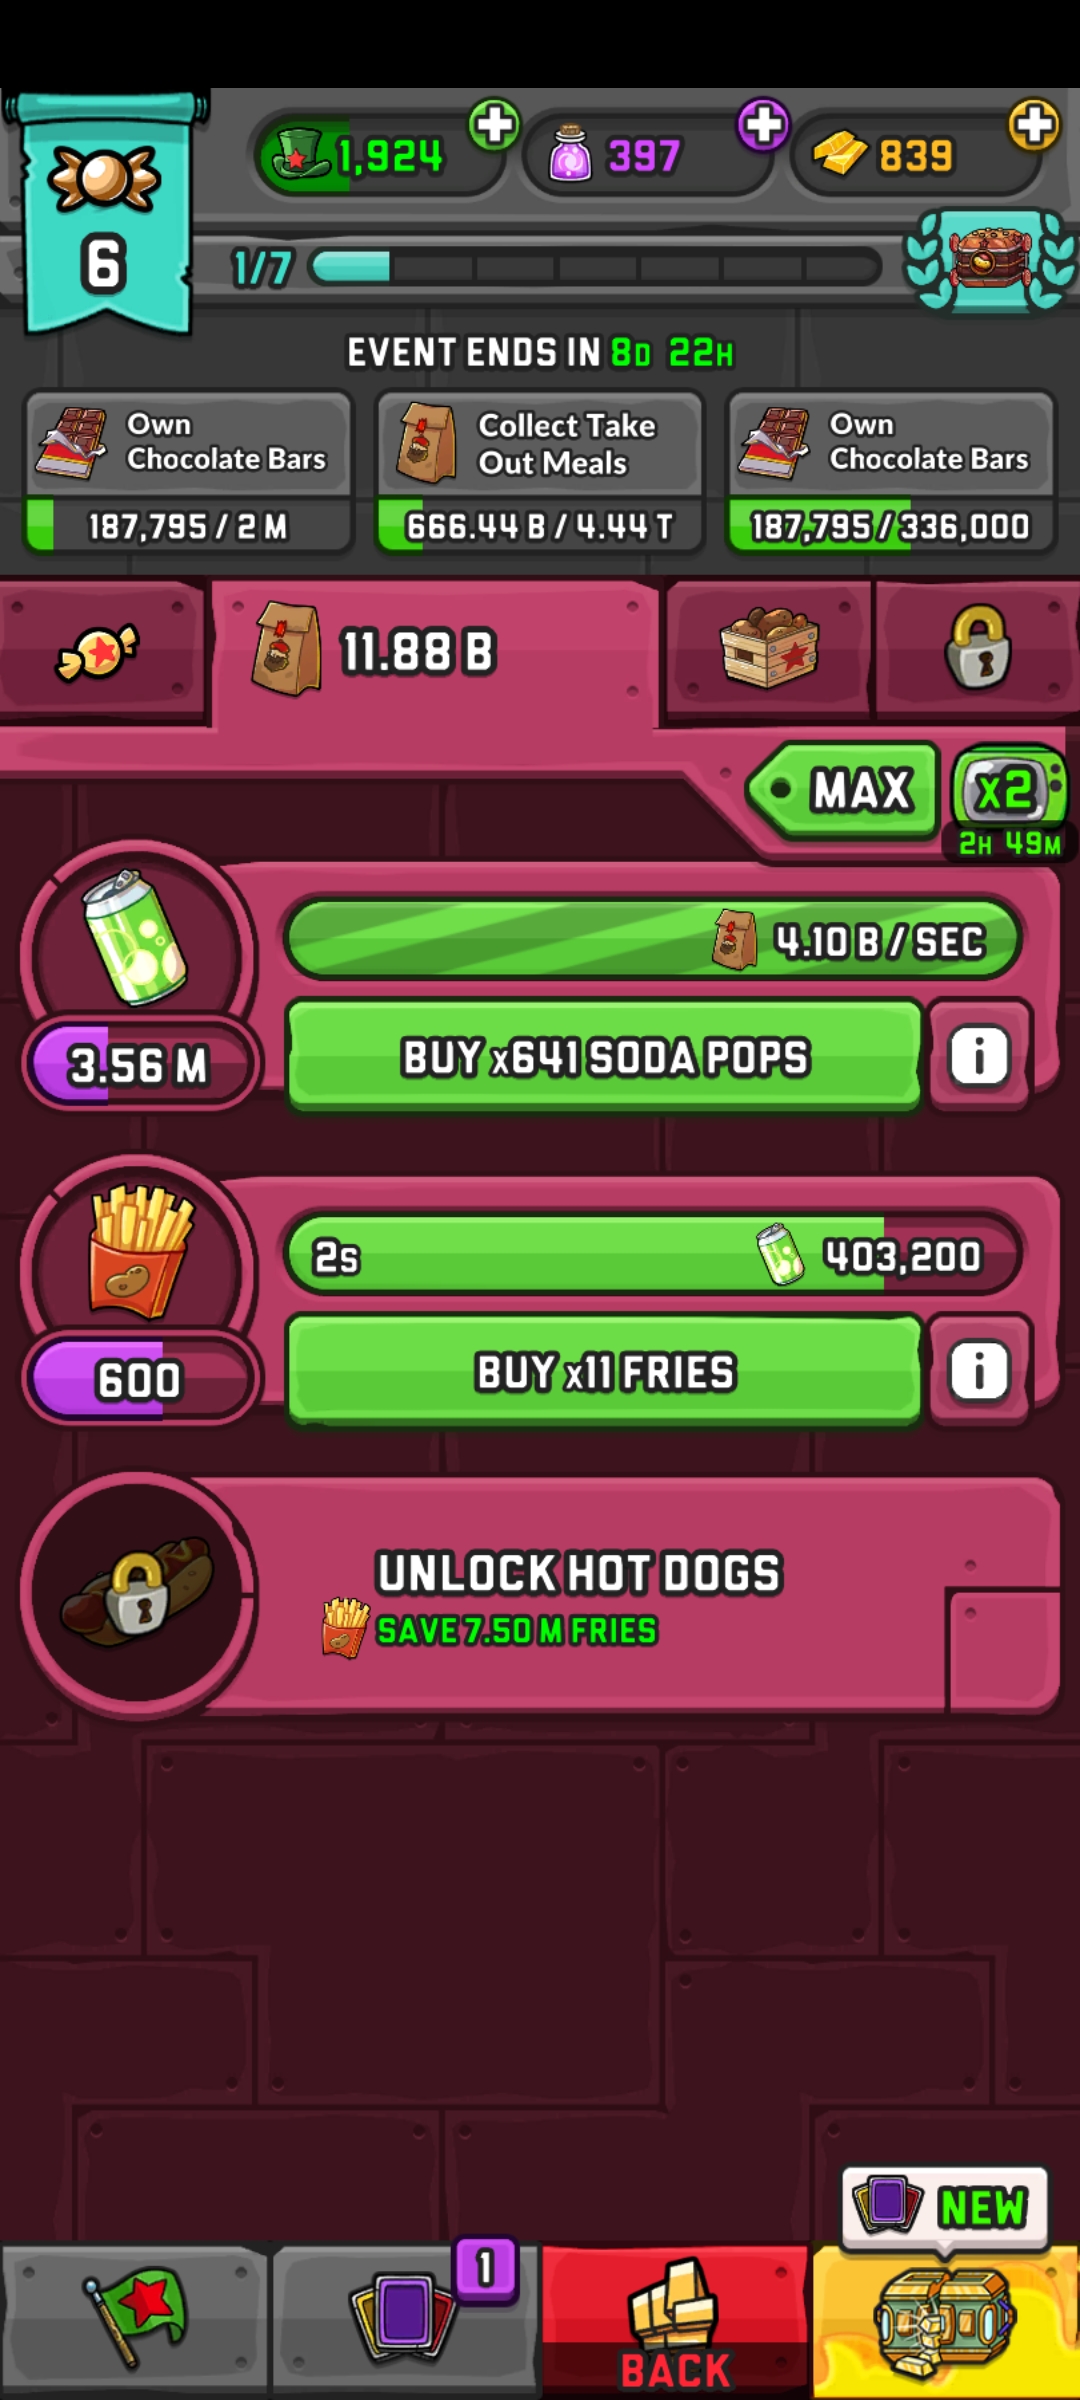 1,924
397
839
6
1/7
EVENT ENDS IN 8D 22H
Own
Chocolate Bars
187,795 / 2 M
Collect Take
Out Meals
666.44 B / 4.44 T
Own
Chocolate Bars
187,795 / 336,000
11.88 B
MAX
x2
2H 49M
4.10 B / SEC
3.56 M
BUY x641 SODA POPS
i
2s
403,200
600
BUY x11 FRIES
i
UNLOCK HOT DOGS
SAVE 7.50 M FRIES
NEW
1
BACK